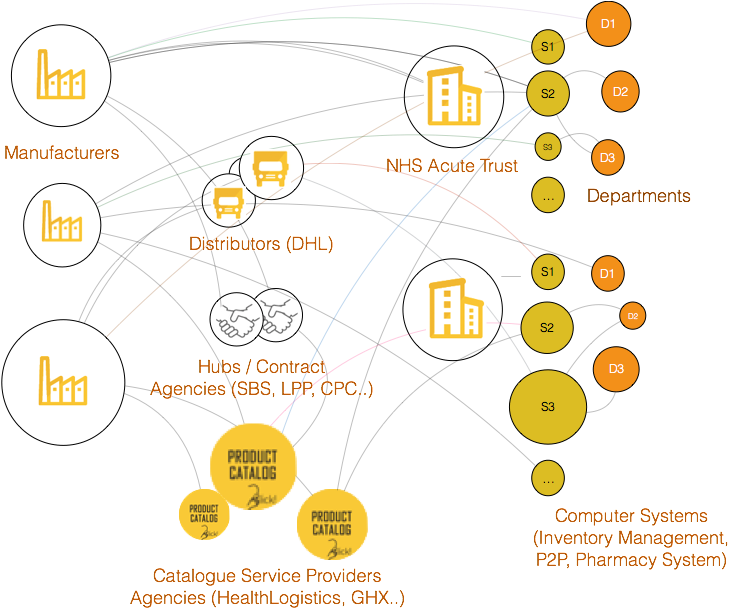 D1
S1
S2
D2
Manufacturers
NHS Acute Trust
S3
D3
...
Departments
Distributors (DHL)
S1
D1
S2
D2
Hubs / Contract
Agencies (SBS, LPP, CPC..)
D3
S3
PRODUCT
CATALOG
PRODUCT
CATALOG
PRODUCT
CATALOG
...
Computer Systems
(Inventory Management,
P2P, Pharmacy System)
Catalogue Service Providers
Agencies (HealthLogistics, GHX..)